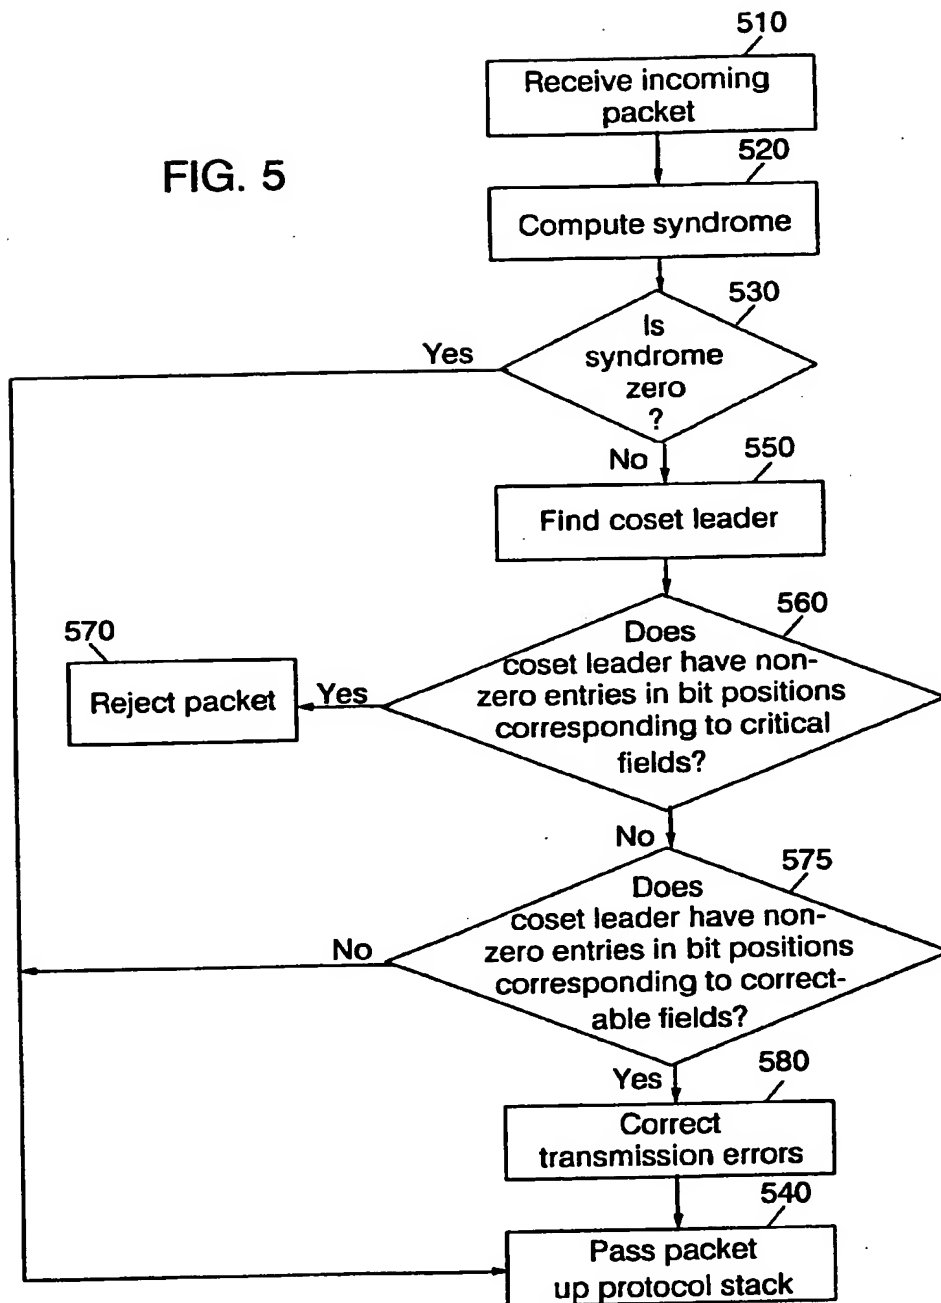 510
Receive incoming
packet
FIG. 5
520
Compute syndrome
530
Is
syndrome
zero
?
Yes
No
550
Find coset leader
560
Does
coset leader have non-
zero entries in bit positions
corresponding to critical
fields?
570
Reject packet
Yes
No
575
Does
coset leader have non-
zero entries in bit positions
corresponding to correct-
able fields?
No
Yes
580
Correct
transmission errors
540
Pass packet
up protocol stack